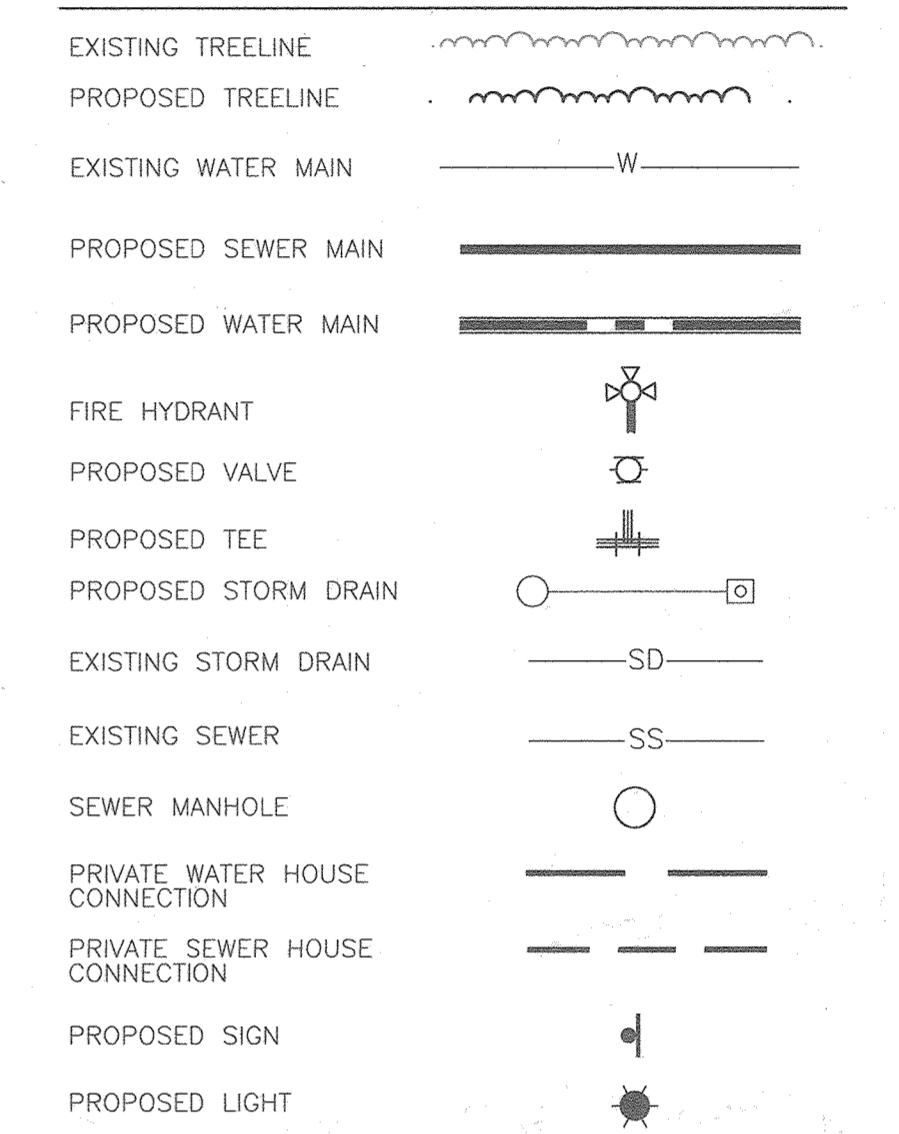 EXISTING TREELINE
PROPOSED TREELINE
EXISTING WATER MAIN W
PROPOSED SEWER MAIN
PROPOSED WATER MAIN
FIRE HYDRANT
PROPOSED VALVE
PROPOSED TEE
PROPOSED STORM DRAIN
EXISTING STORM DRAIN SD
EXISTING SEWER SS
SEWER MANHOLE
PRIVATE WATER HOUSE
CONNECTION
PRIVATE SEWER HOUSE
CONNECTION
PROPOSED SIGN
PROPOSED LIGHT